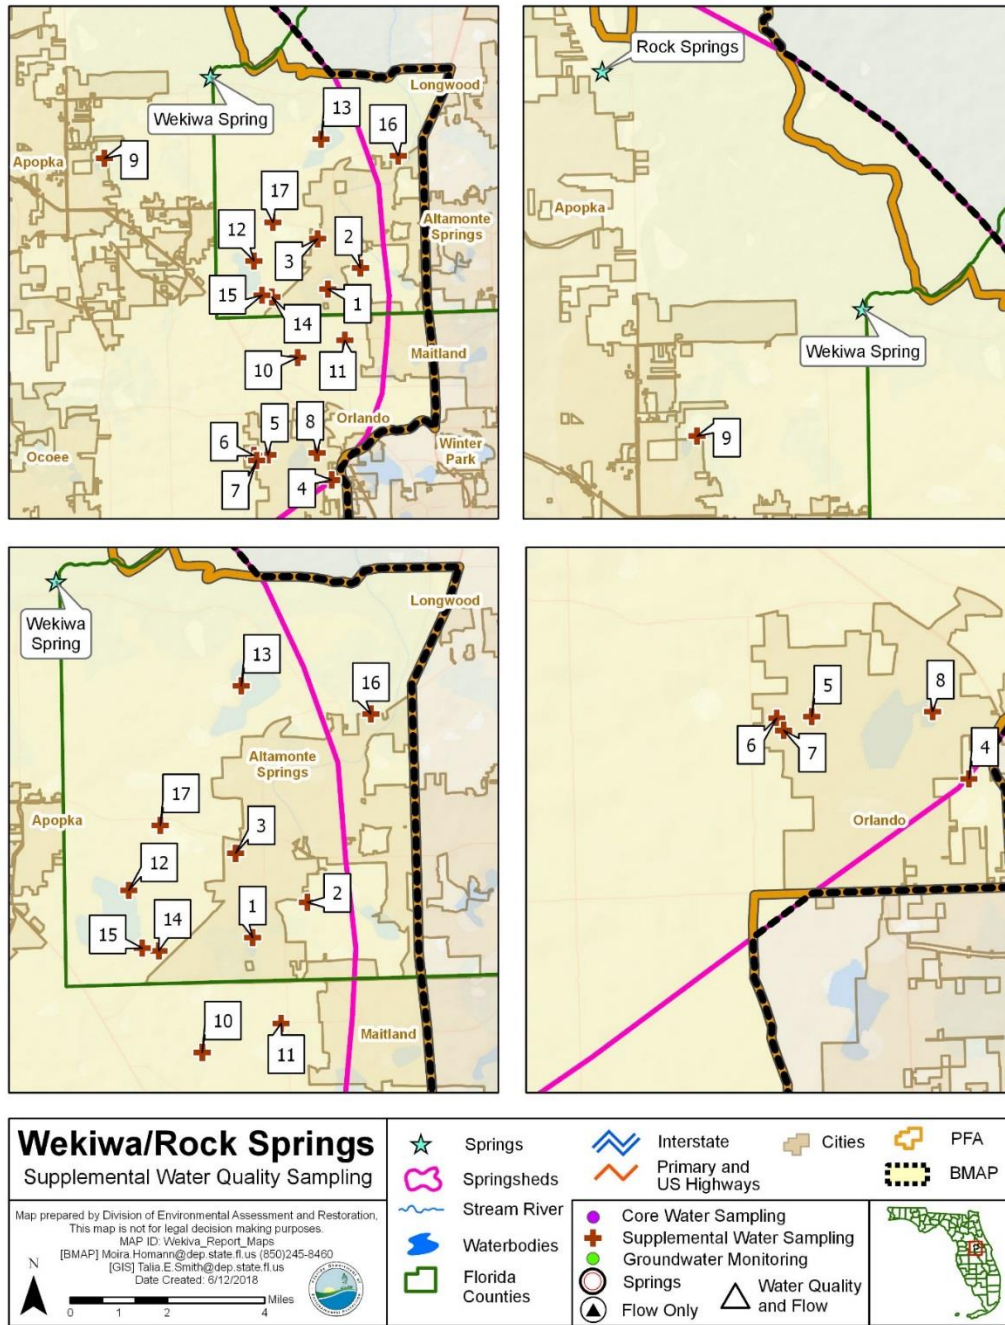 Longwood
13
16
Wekiwa Spring
Apopka
9
17
12
3
2
Altamonte
Springs
15
14
1
10
11
Maitland
Orlando
8
5
6
7
4
Winter
Park
Ocoee
Rock Springs
Apopka
Wekiwa Spring
9
Longwood
Wekiwa
Spring
13
16
Altamonte
Springs
17
Apopka
3
12
2
1
15
14
10
11
Maitland
5
8
6
7
4
Orlando
Wekiwa/Rock Springs
Supplemental Water Quality Sampling
Map prepared by Division of Environmental Assessment and Restoration,
This map is not for legal decision making purposes.
MAP ID: Wekiva_Report_Maps
[BMAP] Moira.Homann@dep.state.fl.us (850)245-8460
[GIS] Talia.E.Smith@dep.state.fl.us
Date Created: 6/12/2018
N
0 1 2 4 Miles
Springs
Springsheds
Stream River
Waterbodies
Florida
Counties
Interstate
Primary and
US Highways
Cities
PFA
BMAP
Core Water Sampling
Supplemental Water Sampling
Groundwater Monitoring
Springs
Flow Only
Water Quality
and Flow